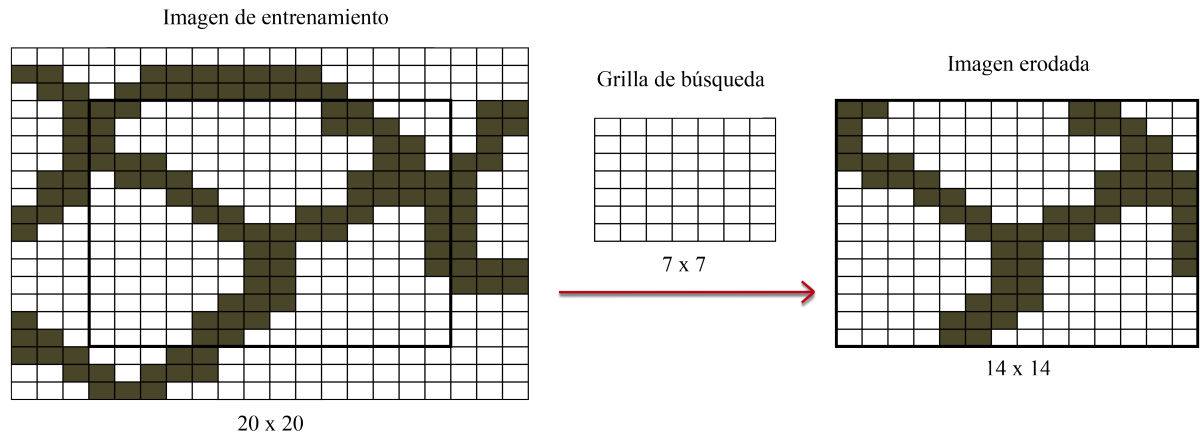 Imagen de entrenamiento
Grilla de búsqueda
Imagen erodada
7 x 7
14 x 14
20 x 20